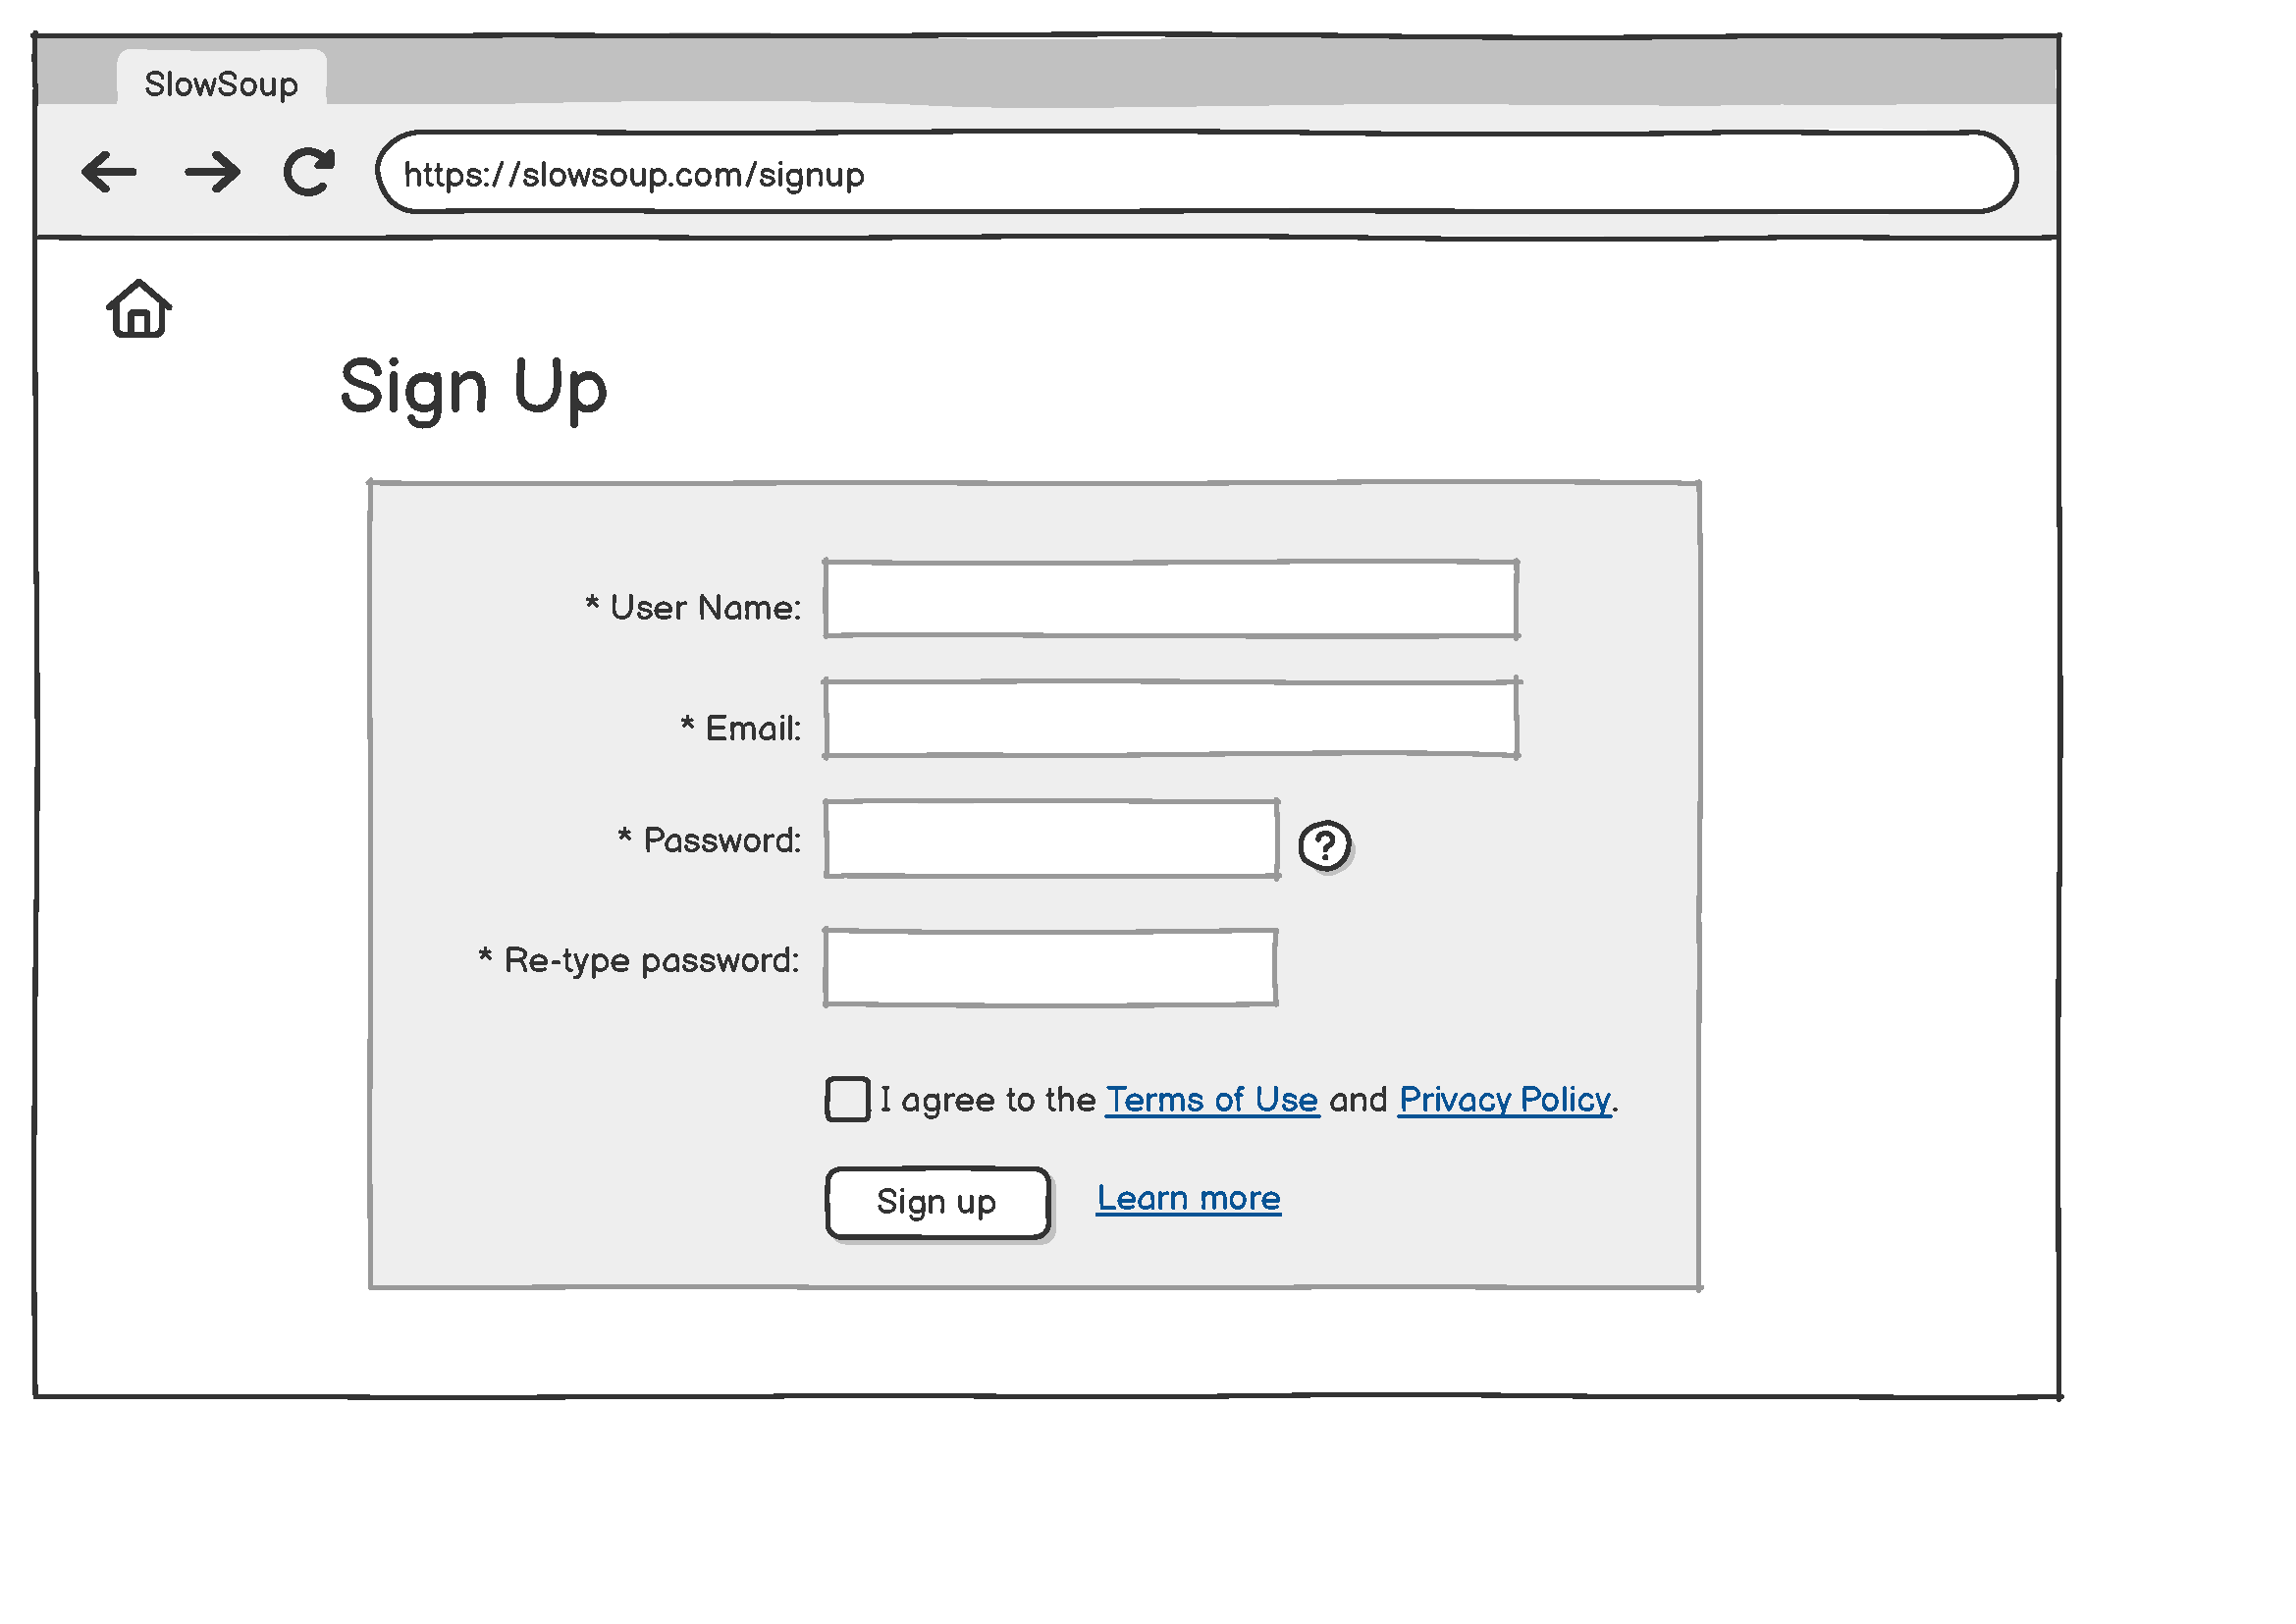 SlowSoup
https://slowsoup.com/signup
Sign Up
* User Name:
* Email:
* Password: ?
* Re-type password:
I agree to the Terms of Use and Privacy Policy.
Sign up Learn more